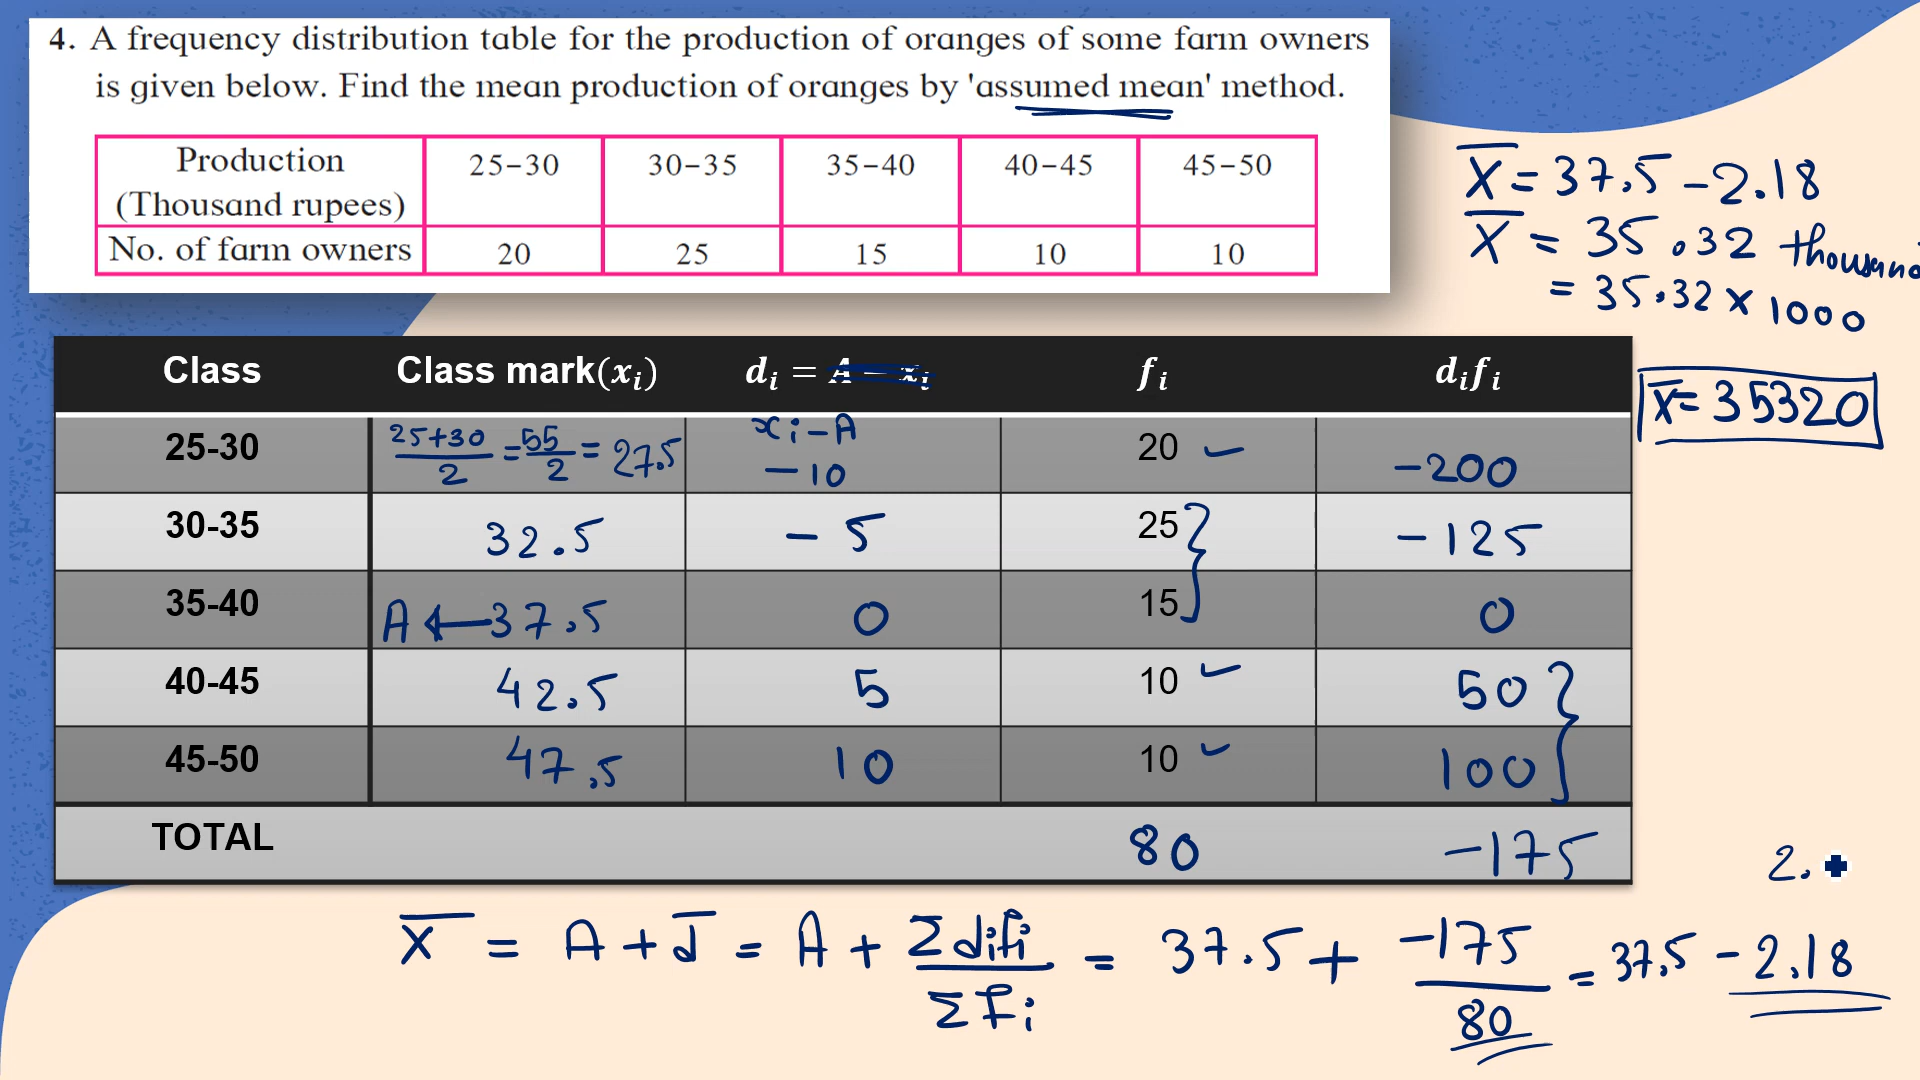 4. A frequency distribution table for the production of oranges of some farm owners
is given below. Find the mean production of oranges by 'assumed mean' method.
Production (Thousand rupees) 25-30 30-35 35-40 40-45 45-50
No. of farm owners 20 25 15 10 10
X̅ = 37.5 - 2.18
X̅ = 35.32 thousand
= 35.32 × 1000
X̅ = 35320
Class Class mark(xᵢ) dᵢ = A - xᵢ fᵢ dᵢfᵢ
xi - A
25-30 25+30/2 = 55/2 = 27.5 -10 20 -200
30-35 32.5 -5 25 -125
35-40 A ← 37.5 0 15 0
40-45 42.5 5 10 50
45-50 47.5 10 10 100
TOTAL 80 -175
2.
X̅ = A + d̅ = A + Σdifi/Σfi = 37.5 + -175/80 = 37.5 - 2.18